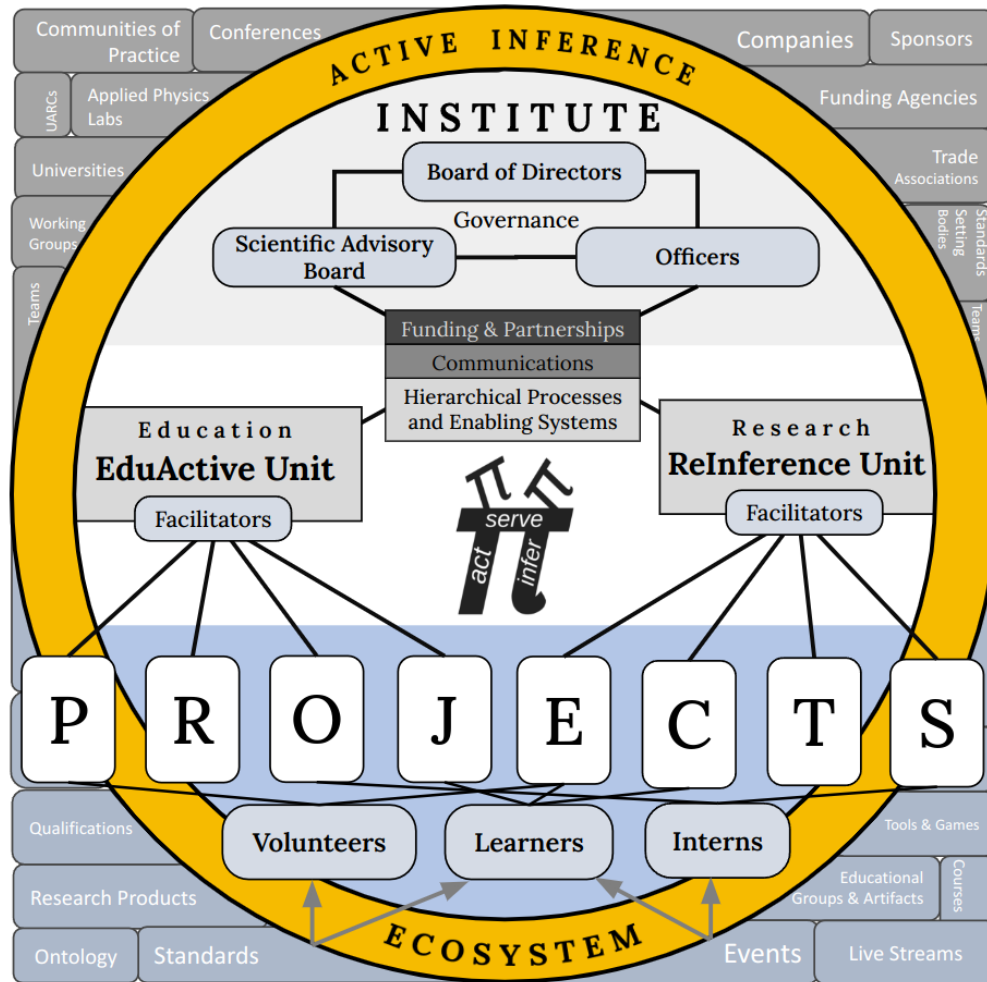 Communities of
Practice
Conferences
Companies
Sponsors
ACTIVE INFERENCE
UARCs
Applied Physics
Labs
Funding Agencies
INSTITUTE
Universities
Trade
Associations
Board of Directors
Governance
Working
Groups
Standards
Setting
Bodies
Scientific Advisory
Board
Officers
Teams
Teams
Funding & Partnerships
Communications
Hierarchical Processes
and Enabling Systems
Education
EduActive Unit
Facilitators
Research
ReInference Unit
Facilitators
serve
act
infer
P R O J E C T S
Volunteers
Learners
Interns
Qualifications
Tools & Games
Research Products
Educational
Groups & Artifacts
Courses
ECOSYSTEM
Ontology
Standards
Events
Live Streams